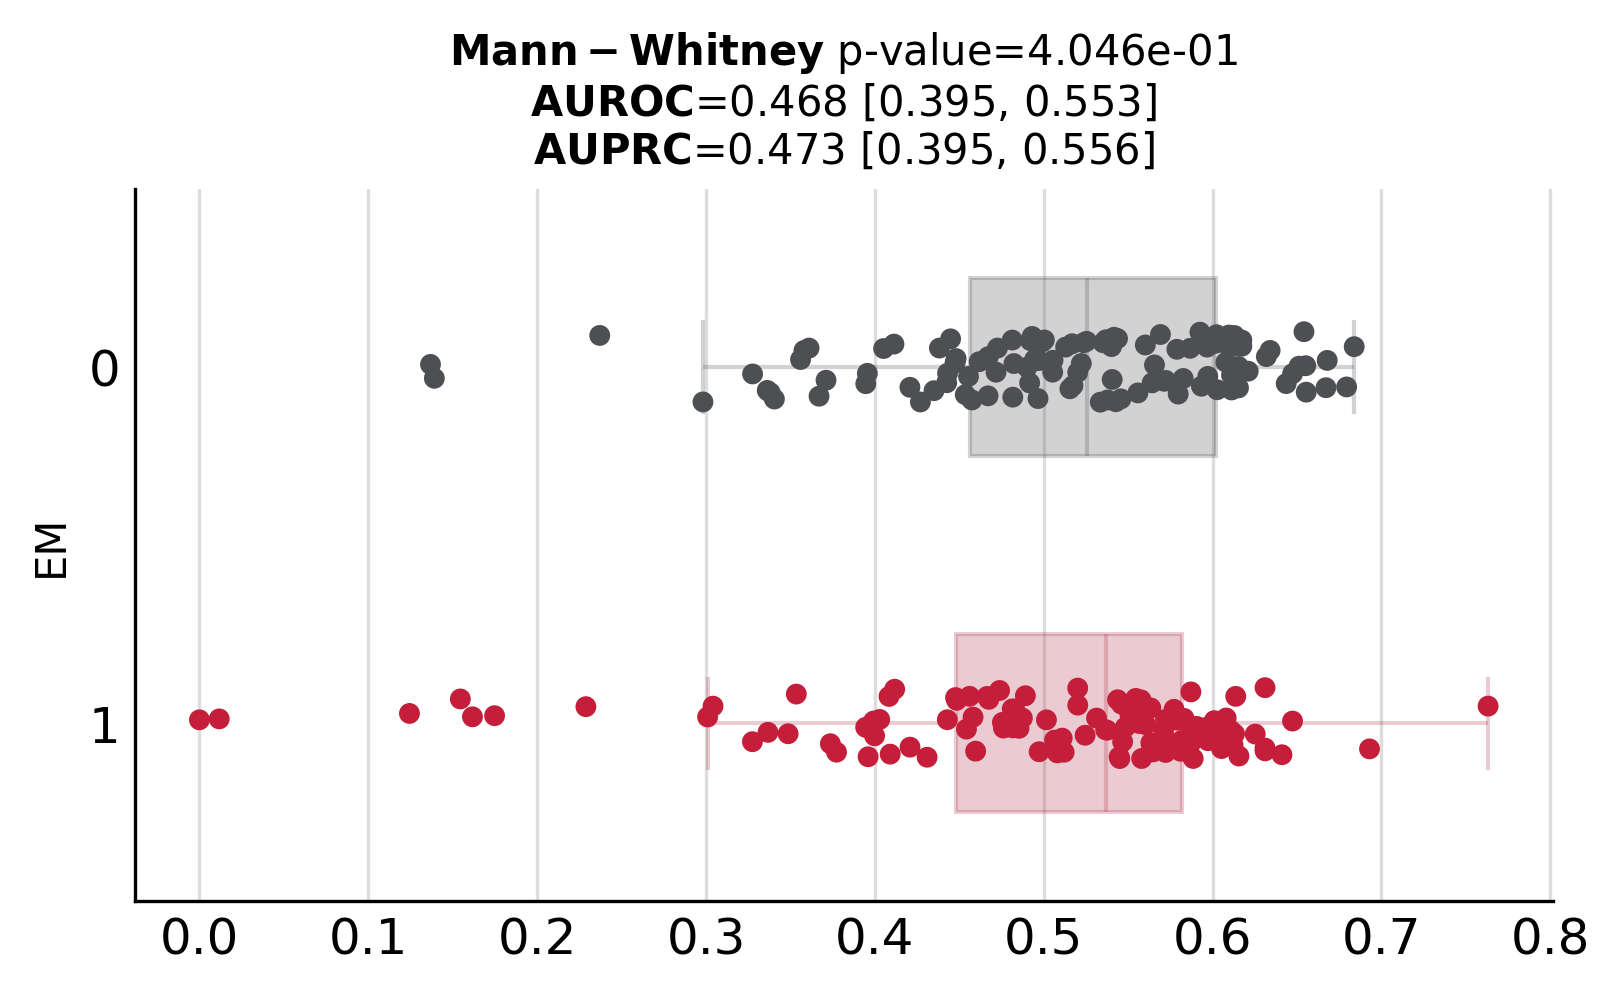 Mann−Whitney p-value=4.046e-01
AUROC=0.468 [0.395, 0.553]
AUPRC=0.473 [0.395, 0.556]
0
EM
1
0.0 0.1 0.2 0.3 0.4 0.5 0.6 0.7 0.8